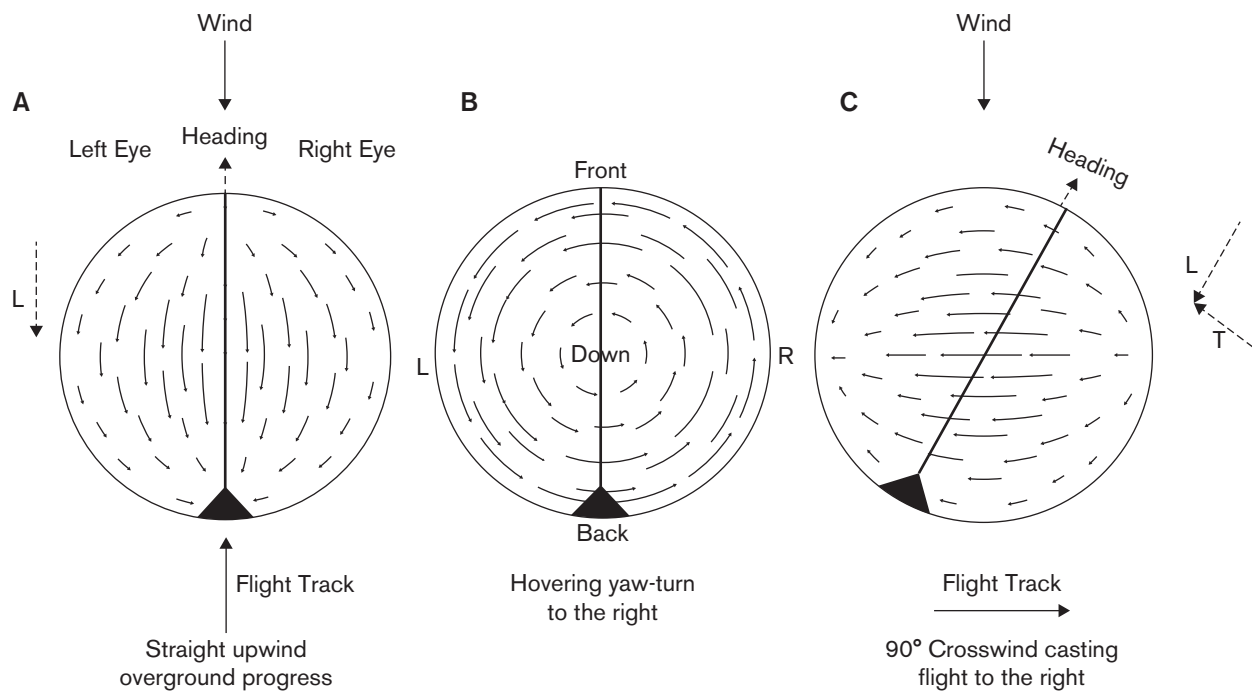 Wind
A
Left Eye
Heading
Right Eye
L
Flight Track
Straight upwind
overground progress
B
Front
L
Down
R
Back
Hovering yaw-turn
to the right
Wind
C
Heading
L
T
Flight Track
90° Crosswind casting
flight to the right